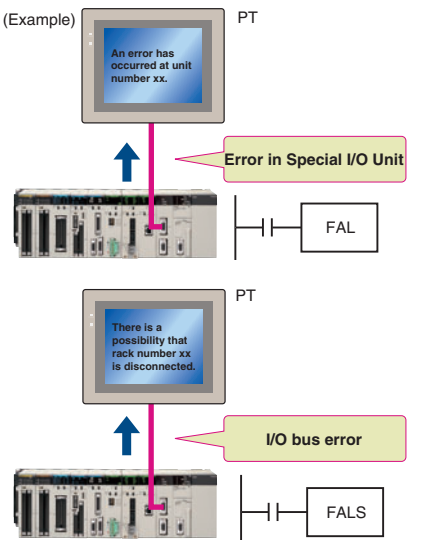 (Example)
PT
An error has
occurred at unit
number xx.
Error in Special I/O Unit
FAL
PT
There is a
possibility that
rack number xx
is disconnected.
I/O bus error
FALS